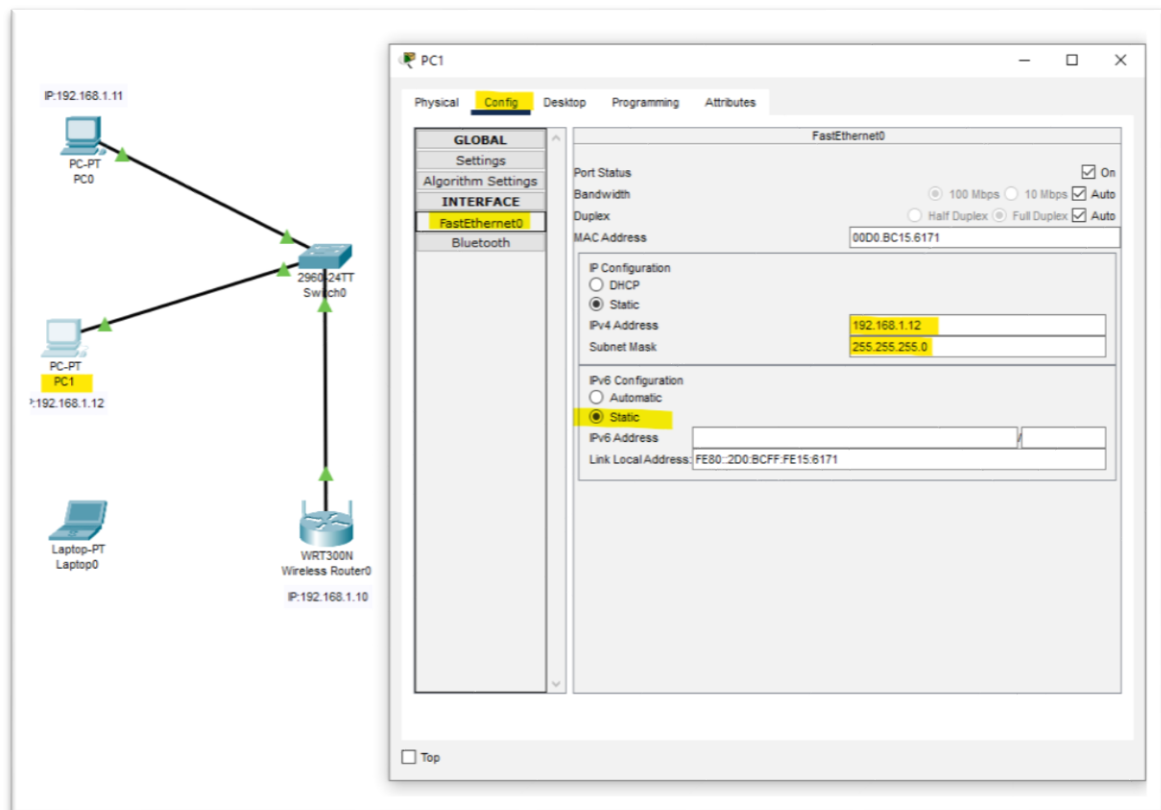 IP:192.168.1.11
PC-PT
PC0
2960-24TT
Switch0
PC-PT
PC1
P:192.168.1.12
Laptop-PT
Laptop0
WRT300N
Wireless Router0
IP:192.168.1.10
PC1
Physical Config Desktop Programming Attributes
GLOBAL
Settings
Algorithm Settings
INTERFACE
FastEthernet0
Bluetooth
FastEthernet0
Port Status On
Bandwidth 100 Mbps 10 Mbps Auto
Duplex Half Duplex Full Duplex Auto
MAC Address 00D0.BC15.6171
IP Configuration
DHCP
Static
IPv4 Address 192.168.1.12
Subnet Mask 255.255.255.0
IPv6 Configuration
Automatic
Static
IPv6 Address /
Link Local Address: FE80::2D0:BCFF:FE15:6171
Top